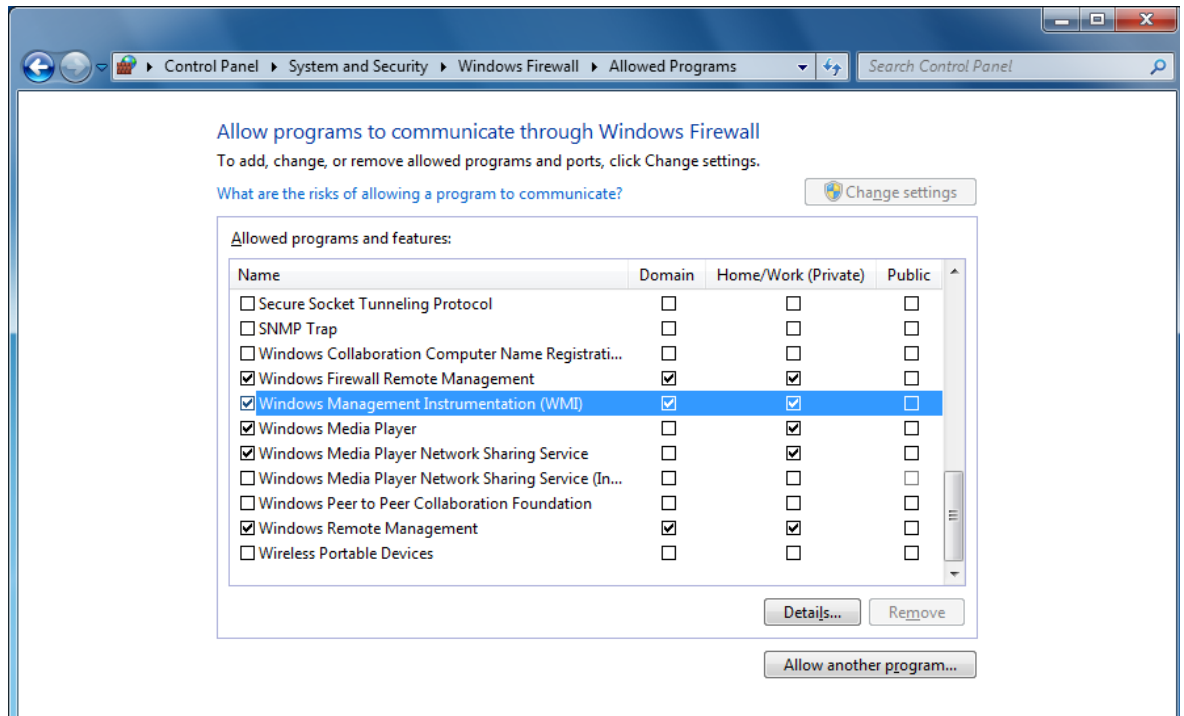 Control Panel ▸ System and Security ▸ Windows Firewall ▸ Allowed Programs Search Control Panel
Allow programs to communicate through Windows Firewall
To add, change, or remove allowed programs and ports, click Change settings.
What are the risks of allowing a program to communicate? Change settings
Allowed programs and features:
Name Domain Home/Work (Private) Public
Secure Socket Tunneling Protocol
SNMP Trap
Windows Collaboration Computer Name Registrati...
Windows Firewall Remote Management
Windows Management Instrumentation (WMI)
Windows Media Player
Windows Media Player Network Sharing Service
Windows Media Player Network Sharing Service (In...
Windows Peer to Peer Collaboration Foundation
Windows Remote Management
Wireless Portable Devices
Details... Remove
Allow another program...